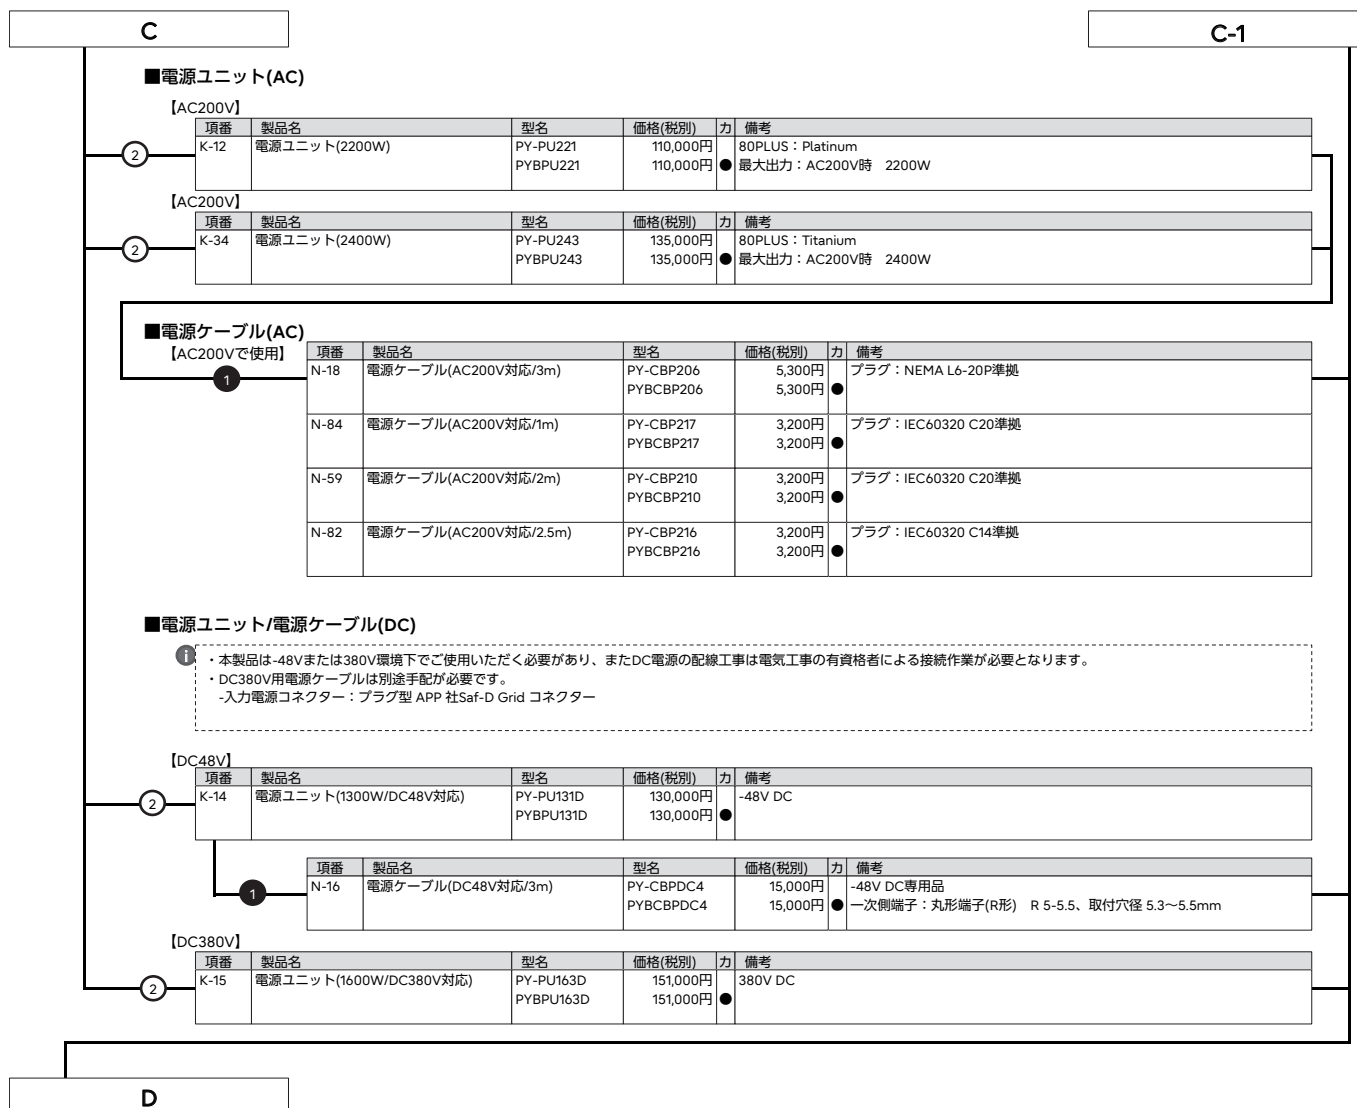 C
C-1
■電源ユニット(AC)
【AC200V】
項番 製品名 型名 価格(税別) カ 備考
② K-12 電源ユニット(2200W) PY-PU221 110,000円 80PLUS：Platinum
PYBPU221 110,000円 ● 最大出力：AC200V時　2200W
【AC200V】
項番 製品名 型名 価格(税別) カ 備考
② K-34 電源ユニット(2400W) PY-PU243 135,000円 80PLUS：Titanium
PYBPU243 135,000円 ● 最大出力：AC200V時　2400W
■電源ケーブル(AC)
【AC200Vで使用】 項番 製品名 型名 価格(税別) カ 備考
❶ N-18 電源ケーブル(AC200V対応/3m) PY-CBP206 5,300円 プラグ：NEMA L6-20P準拠
PYBCBP206 5,300円 ●
N-84 電源ケーブル(AC200V対応/1m) PY-CBP217 3,200円 プラグ：IEC60320 C20準拠
PYBCBP217 3,200円 ●
N-59 電源ケーブル(AC200V対応/2m) PY-CBP210 3,200円 プラグ：IEC60320 C20準拠
PYBCBP210 3,200円 ●
N-82 電源ケーブル(AC200V対応/2.5m) PY-CBP216 3,200円 プラグ：IEC60320 C14準拠
PYBCBP216 3,200円 ●
■電源ユニット/電源ケーブル(DC)
i ・本製品は-48Vまたは380V環境下でご使用いただく必要があり、またDC電源の配線工事は電気工事の有資格者による接続作業が必要となります。
・DC380V用電源ケーブルは別途手配が必要です。
-入力電源コネクター：プラグ型 APP 社Saf-D Grid コネクター
【DC48V】
項番 製品名 型名 価格(税別) カ 備考
② K-14 電源ユニット(1300W/DC48V対応) PY-PU131D 130,000円 -48V DC
PYBPU131D 130,000円 ●
項番 製品名 型名 価格(税別) カ 備考
❶ N-16 電源ケーブル(DC48V対応/3m) PY-CBPDC4 15,000円 -48V DC専用品
PYBCBPDC4 15,000円 ● 一次側端子：丸形端子(R形)　R 5-5.5、取付穴径 5.3～5.5mm
【DC380V】
項番 製品名 型名 価格(税別) カ 備考
② K-15 電源ユニット(1600W/DC380V対応) PY-PU163D 151,000円 380V DC
PYBPU163D 151,000円 ●
D